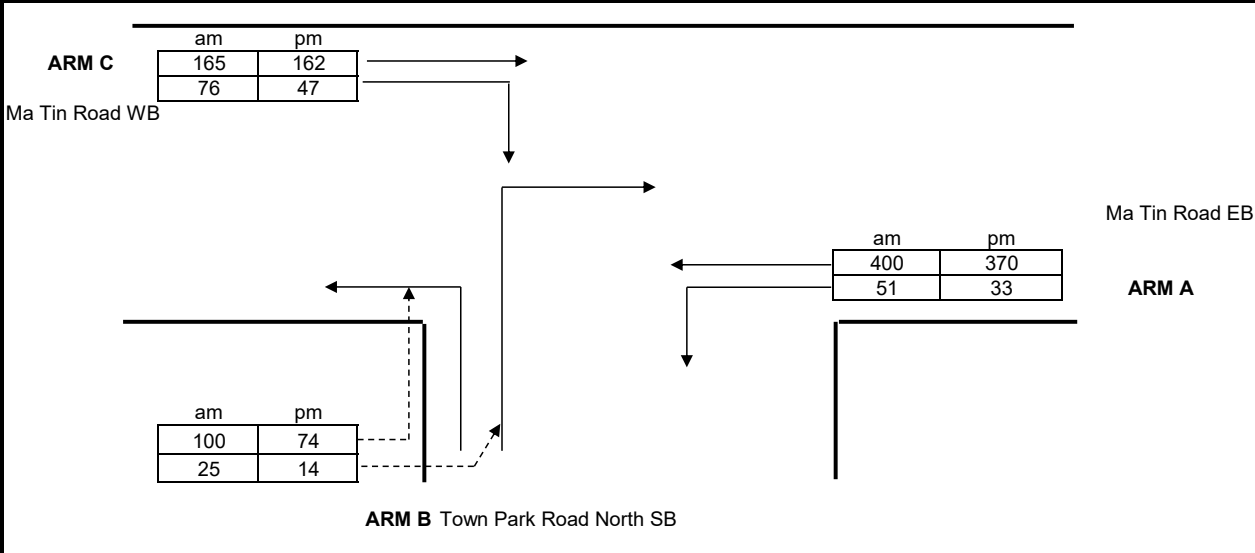 am pm
ARM C 165 162
76 47
Ma Tin Road WB
Ma Tin Road EB
am pm
400 370
51 33 ARM A
am pm
100 74
25 14
ARM B Town Park Road North SB